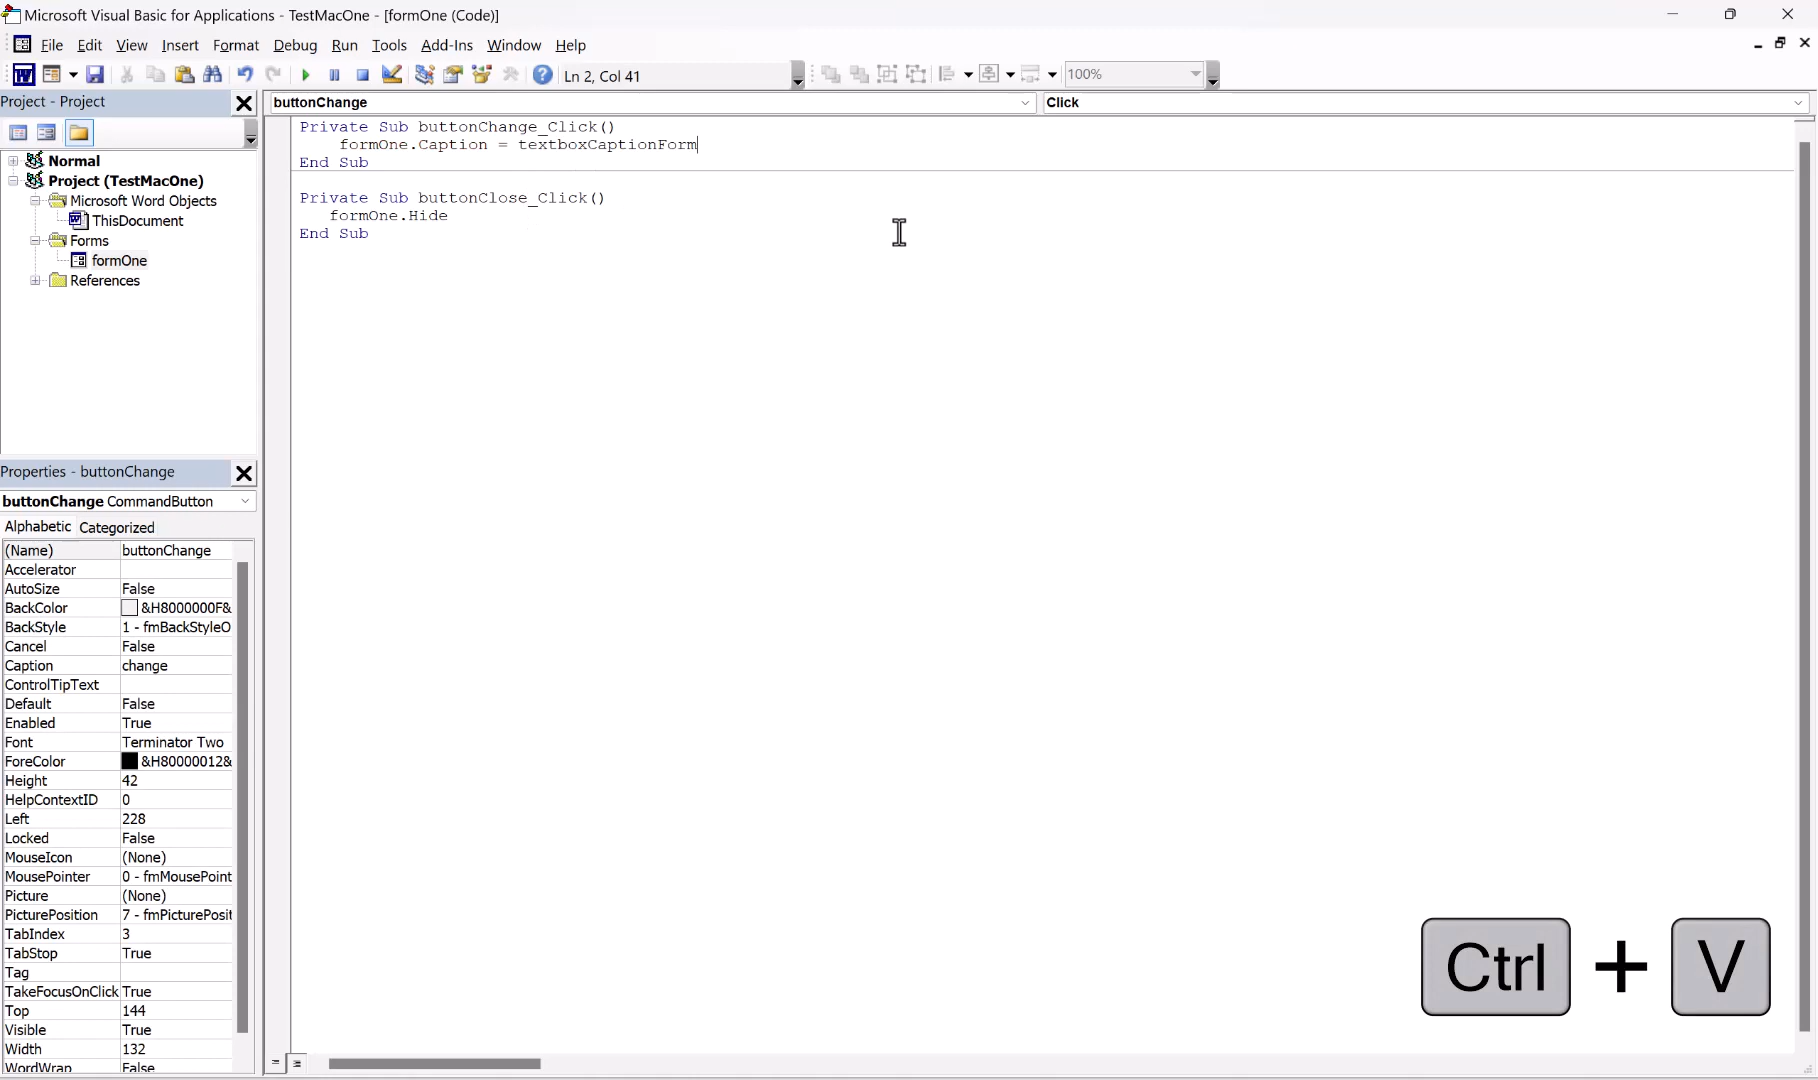 Microsoft Visual Basic for Applications - TestMacOne - [formOne (Code)]
File Edit View Insert Format Debug Run Tools Add-Ins Window Help
Ln 2, Col 41
100%
Project - Project
buttonChange
Click
Normal
Project (TestMacOne)
Microsoft Word Objects
ThisDocument
Forms
formOne
References
Private Sub buttonChange_Click()
formOne.Caption = textboxCaptionForm
End Sub
Private Sub buttonClose_Click()
formOne.Hide
End Sub
Properties - buttonChange
buttonChange CommandButton
Alphabetic Categorized
(Name) buttonChange
Accelerator
AutoSize False
BackColor &H8000000F&
BackStyle 1 - fmBackStyleO
Cancel False
Caption change
ControlTipText
Default False
Enabled True
Font Terminator Two
ForeColor &H80000012&
Height 42
HelpContextID 0
Left 228
Locked False
MouseIcon (None)
MousePointer 0 - fmMousePoint
Picture (None)
PicturePosition 7 - fmPicturePosit
TabIndex 3
TabStop True
Tag
TakeFocusOnClick True
Top 144
Visible True
Width 132
WordWrap False
Ctrl + V